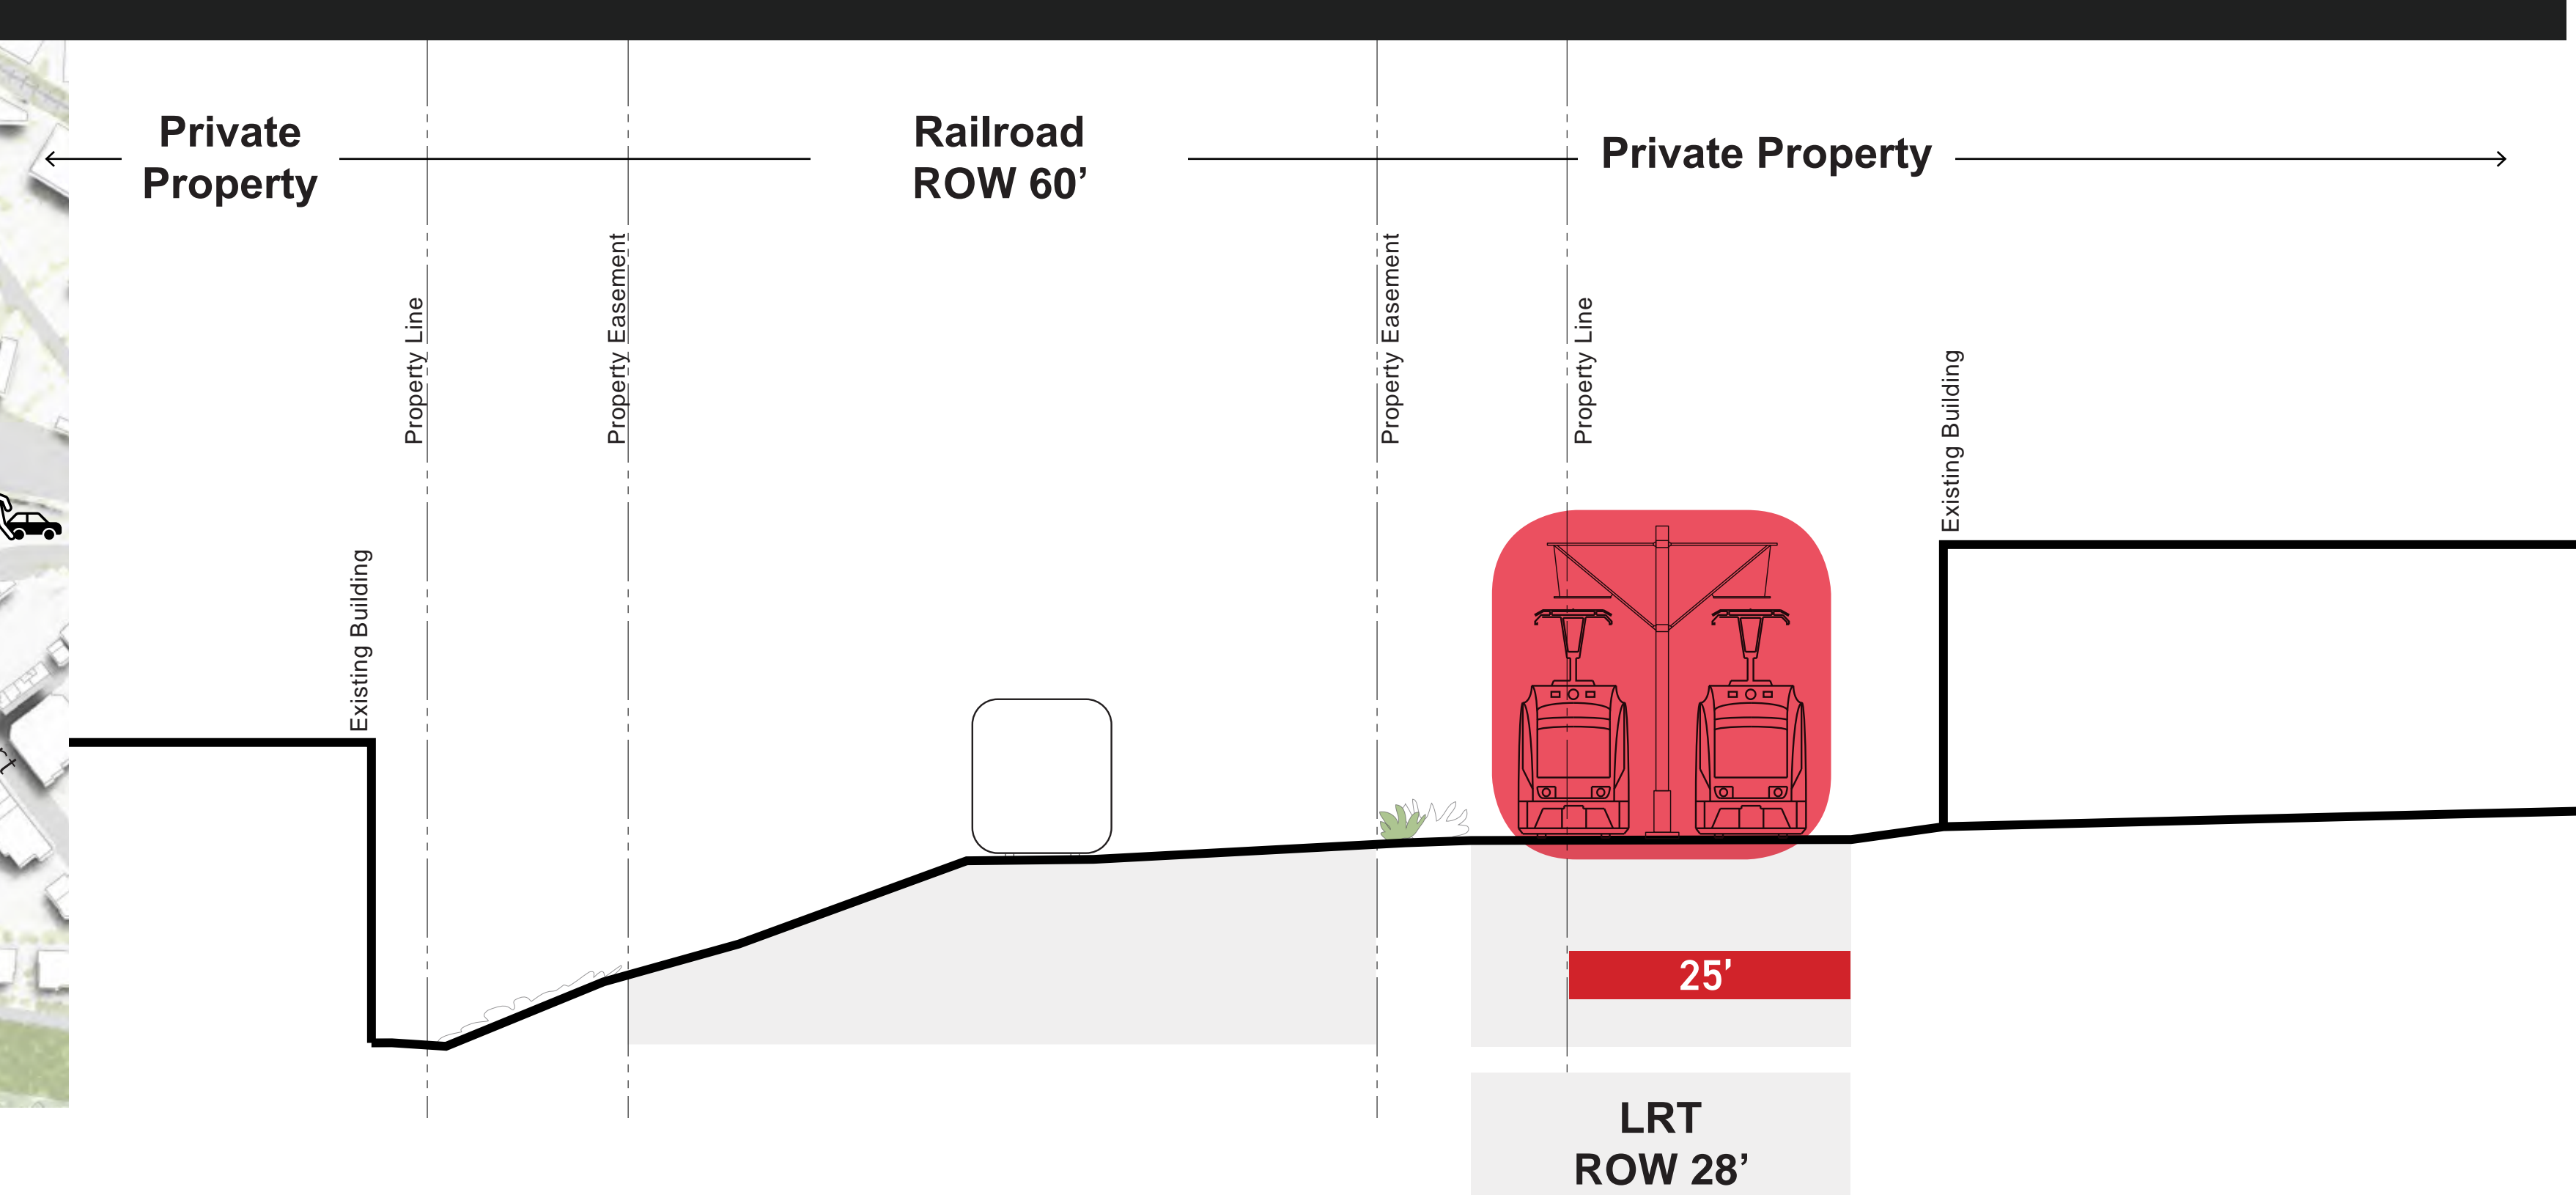 Private
Property
Railroad
ROW 60’
Private Property
Property Line
Property Easement
Property Easement
Property Line
Existing Building
Existing Building
25’
LRT
ROW 28’
rt